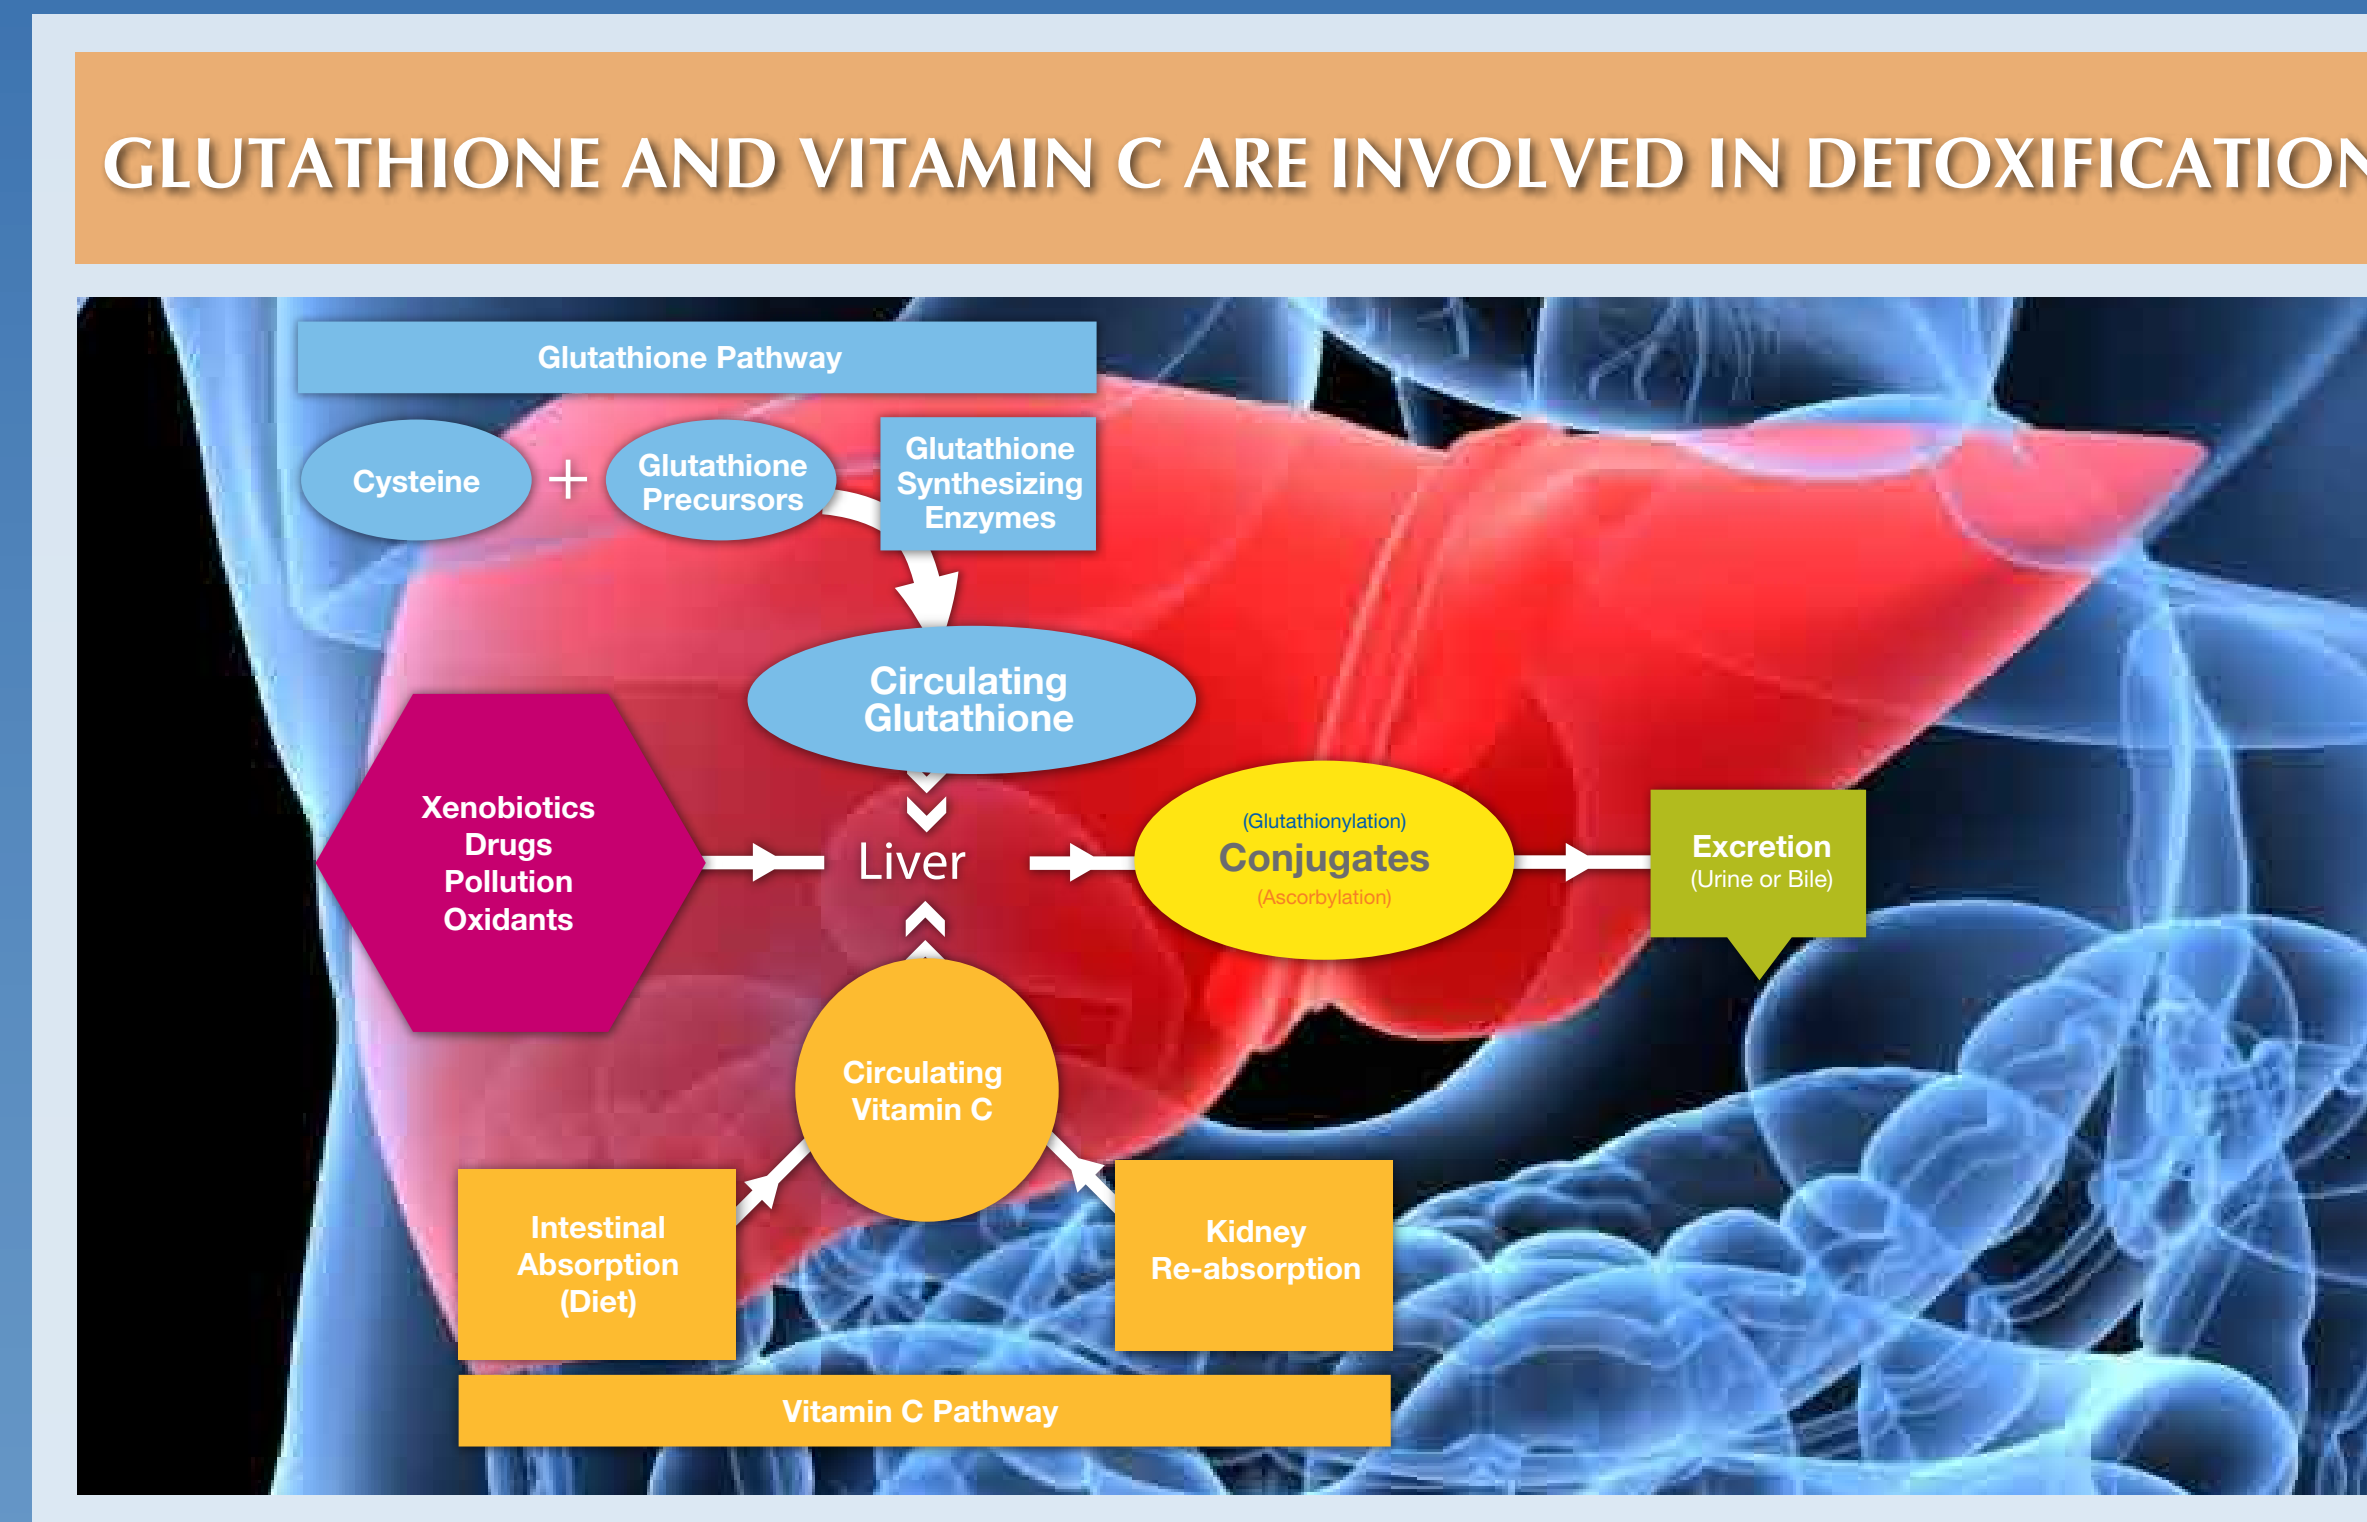 GLUTATHIONE AND VITAMIN C ARE INVOLVED IN DETOXIFICATION
Glutathione Pathway
Cysteine
+
Glutathione
Precursors
Glutathione
Synthesizing
Enzymes
Circulating
Glutathione
Xenobiotics
Drugs
Pollution
Oxidants
Liver
(Glutathionylation)
Conjugates
(Ascorbylation)
Excretion
(Urine or Bile)
Circulating
Vitamin C
Intestinal
Absorption
(Diet)
Kidney
Re-absorption
Vitamin C Pathway